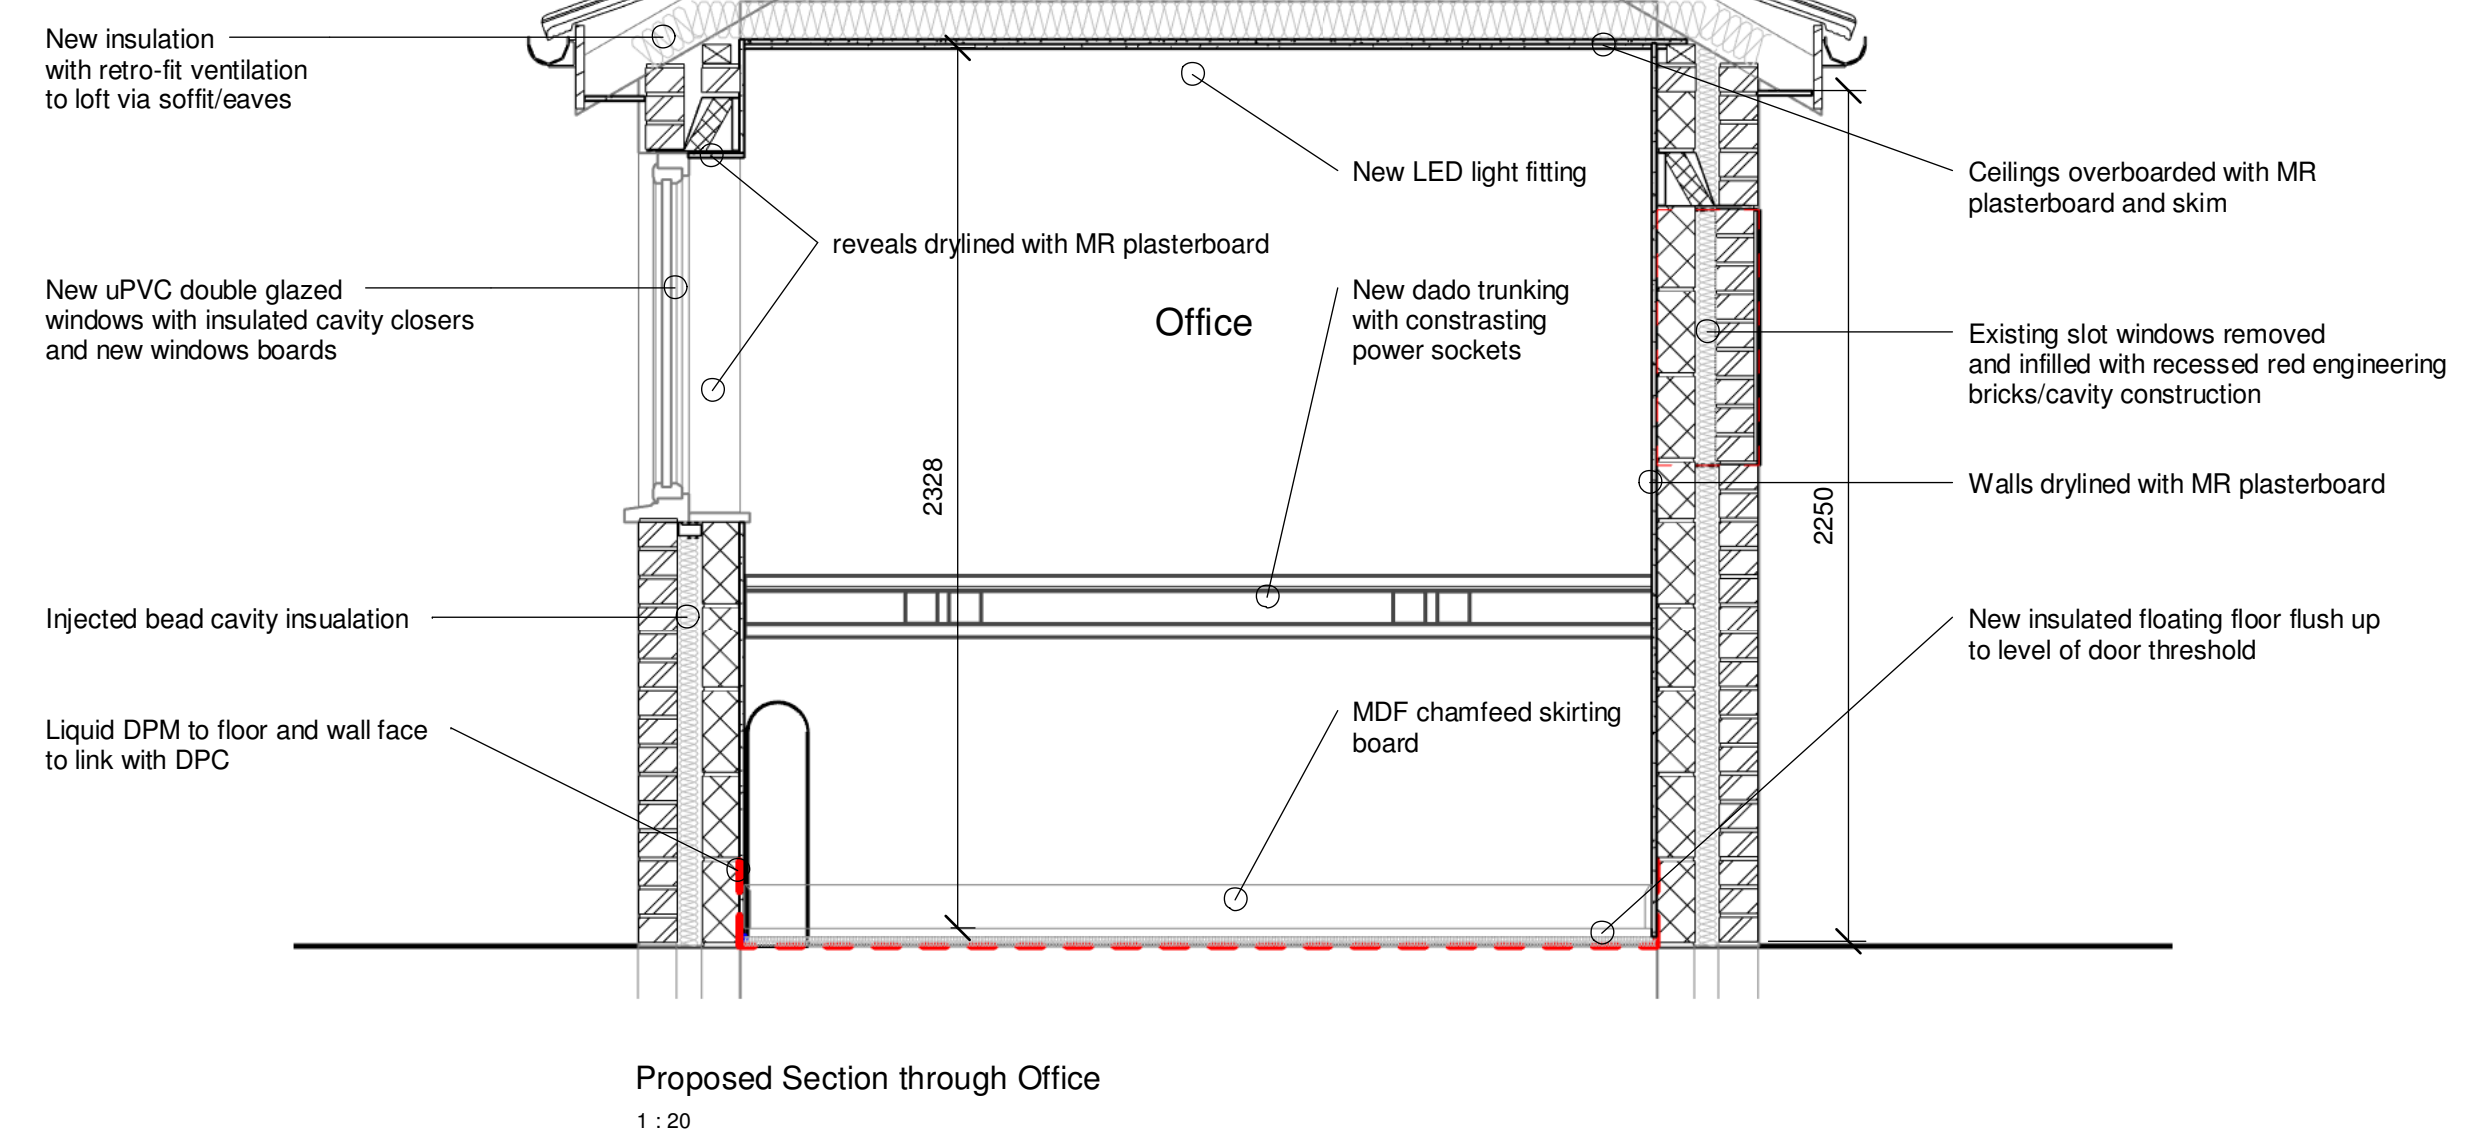 New insulation
with retro-fit ventilation
to loft via soffit/eaves
New LED light fitting
Ceilings overboarded with MR
plasterboard and skim
reveals drylined with MR plasterboard
New uPVC double glazed
windows with insulated cavity closers
and new windows boards
Office
New dado trunking
with constrasting
power sockets
Existing slot windows removed
and infilled with recessed red engineering
bricks/cavity construction
2328
2250
Walls drylined with MR plasterboard
Injected bead cavity insualation
New insulated floating floor flush up
to level of door threshold
Liquid DPM to floor and wall face
to link with DPC
MDF chamfeed skirting
board
Proposed Section through Office
1 : 20